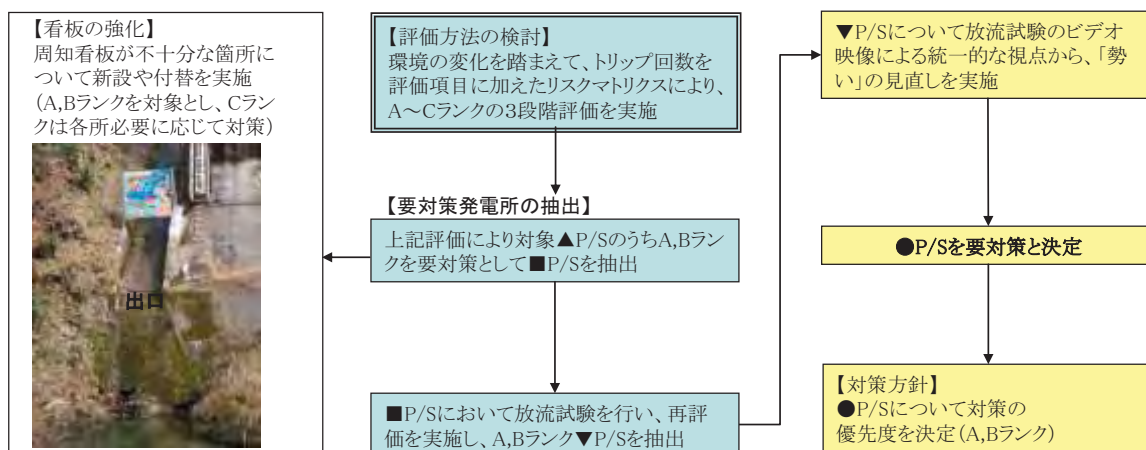 【看板の強化】
周知看板が不十分な箇所に
ついて新設や付替を実施
(A,Bランクを対象とし、Cラン
クは各所必要に応じて対策)
出口
【評価方法の検討】
環境の変化を踏まえて、トリップ回数を
評価項目に加えたリスクマトリクスにより、
A～Cランクの3段階評価を実施
【要対策発電所の抽出】
上記評価により対象▲P/SのうちA,Bラン
クを要対策として■P/Sを抽出
■P/Sにおいて放流試験を行い、再評
価を実施し、A,Bランク▼P/Sを抽出
▼P/Sについて放流試験のビデオ
映像による統一的な視点から、「勢
い」の見直しを実施
●P/Sを要対策と決定
【対策方針】
●P/Sについて対策の
優先度を決定(A,Bランク)